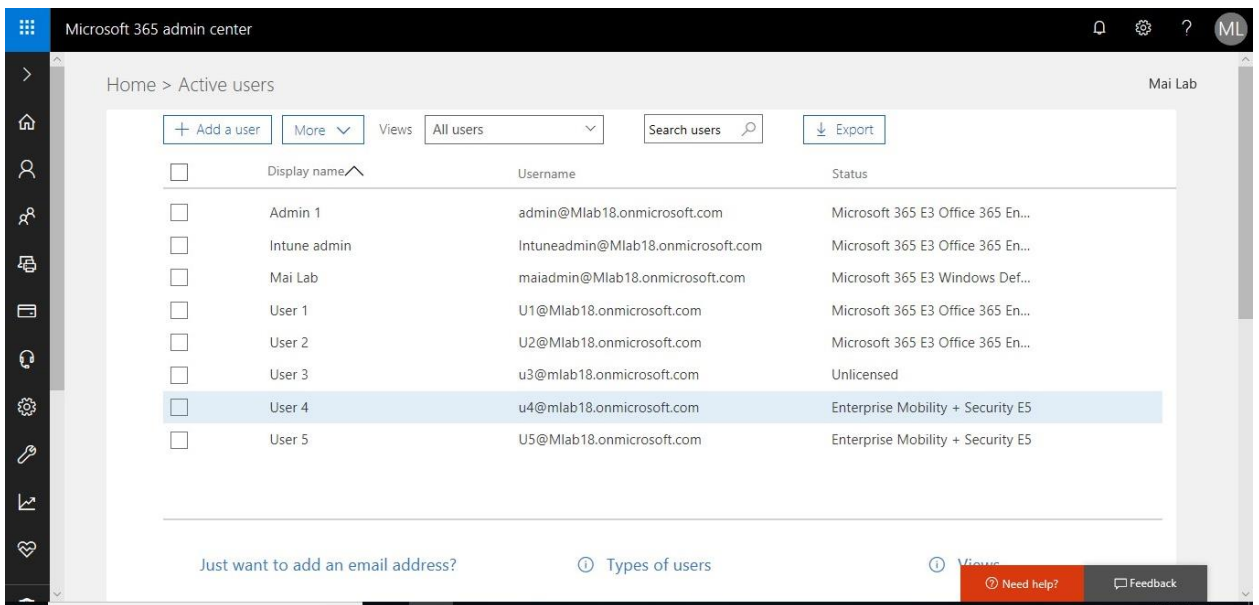 Microsoft 365 admin center ? ML
Home > Active users Mai Lab
+ Add a user More Views All users Search users Export
Display name Username Status
Admin 1 admin@Mlab18.onmicrosoft.com Microsoft 365 E3 Office 365 En...
Intune admin Intuneadmin@Mlab18.onmicrosoft.com Microsoft 365 E3 Office 365 En...
Mai Lab maiadmin@Mlab18.onmicrosoft.com Microsoft 365 E3 Windows Def...
User 1 U1@Mlab18.onmicrosoft.com Microsoft 365 E3 Office 365 En...
User 2 U2@Mlab18.onmicrosoft.com Microsoft 365 E3 Office 365 En...
User 3 u3@mlab18.onmicrosoft.com Unlicensed
User 4 u4@mlab18.onmicrosoft.com Enterprise Mobility + Security E5
User 5 U5@Mlab18.onmicrosoft.com Enterprise Mobility + Security E5
Just want to add an email address? Types of users Views
Need help? Feedback